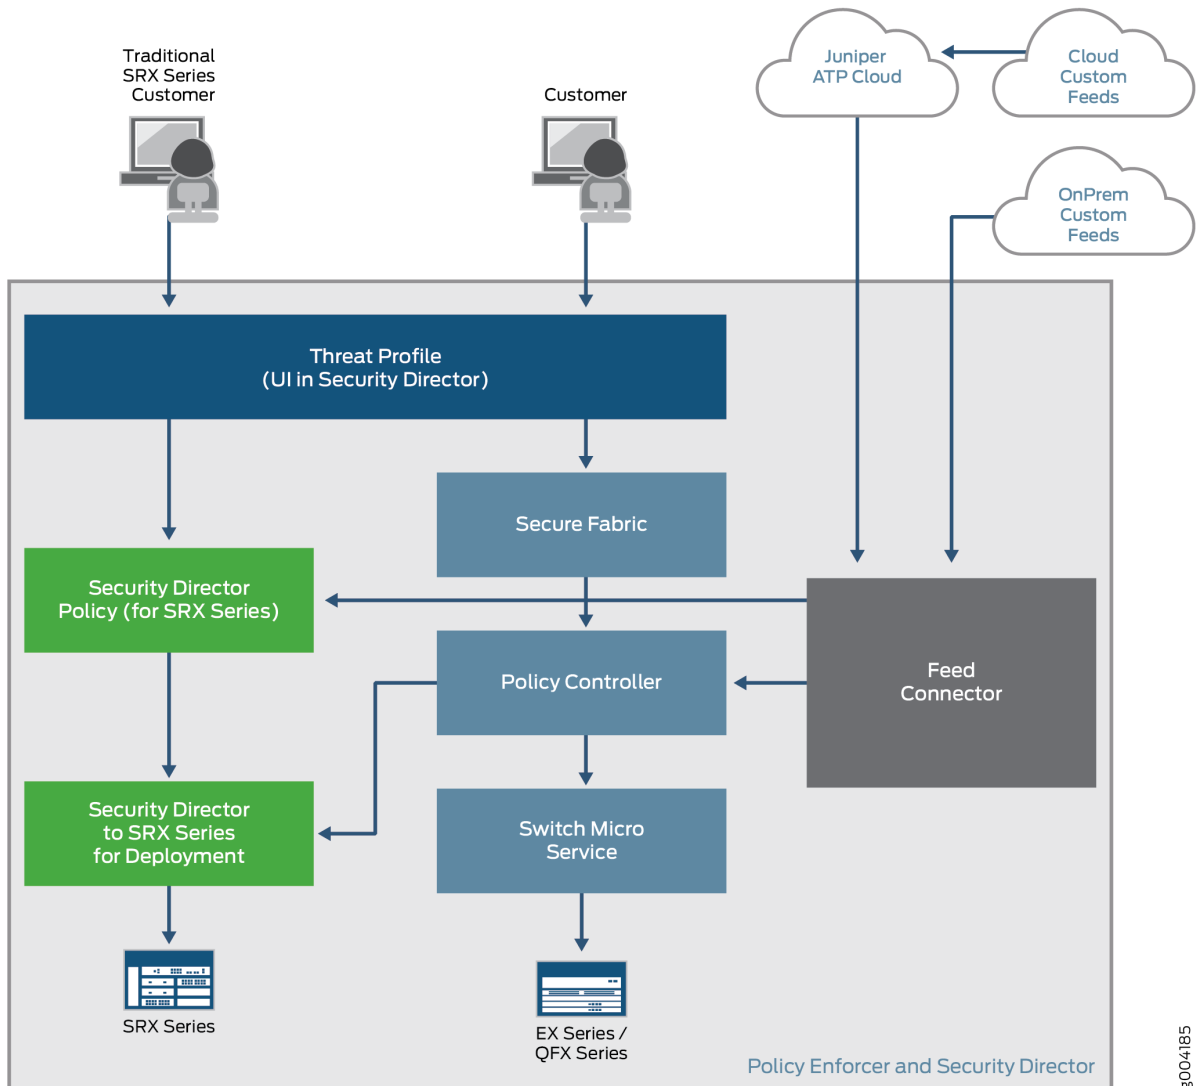 Traditional
SRX Series
Customer
Customer
Juniper
ATP Cloud
Cloud
Custom
Feeds
OnPrem
Custom
Feeds
Threat Profile
(UI in Security Director)
Secure Fabric
Security Director
Policy (for SRX Series)
Policy Controller
Feed
Connector
Security Director
to SRX Series
for Deployment
Switch Micro
Service
SRX Series
EX Series /
QFX Series
Policy Enforcer and Security Director
g004185